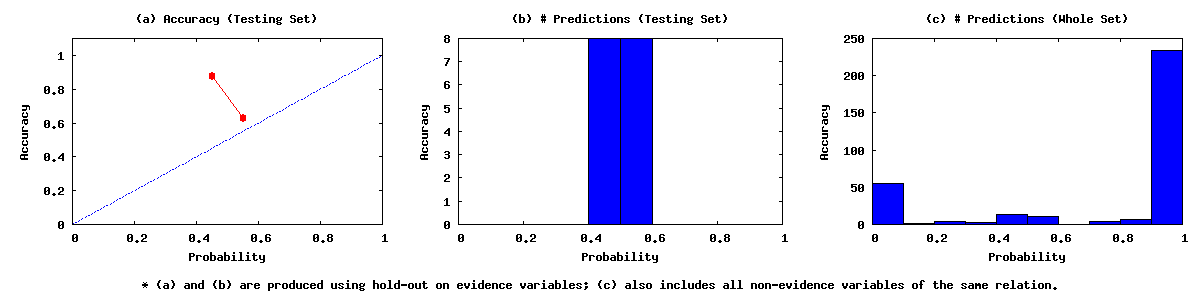 (a) Accuracy (Testing Set)
1
0.8
0.6
0.4
0.2
0
0 0.2 0.4 0.6 0.8 1
Accuracy
Probability
(b) # Predictions (Testing Set)
8
7
6
5
4
3
2
1
0
0 0.2 0.4 0.6 0.8 1
Accuracy
Probability
(c) # Predictions (Whole Set)
250
200
150
100
50
0
0 0.2 0.4 0.6 0.8 1
Accuracy
Probability
* (a) and (b) are produced using hold-out on evidence variables; (c) also includes all non-evidence variables of the same relation.